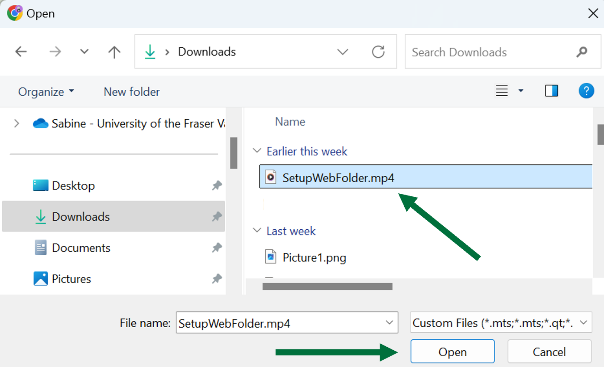 Open
Downloads
Search Downloads
Organize
New folder
Name
Sabine - University of the Fraser Va
Earlier this week
SetupWebFolder.mp4
Desktop
Downloads
Last week
Documents
Picture1.png
Pictures
File name:
SetupWebFolder.mp4
Custom Files (*.mts;*.mts;*.qt;*.
Open
Cancel